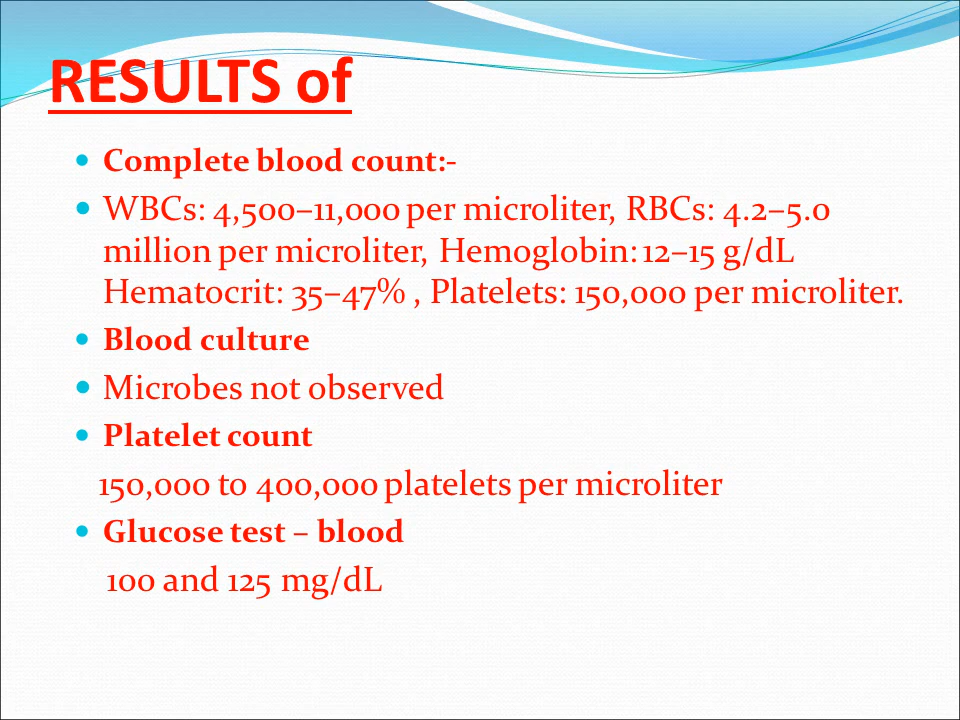 RESULTS of
Complete blood count:-
WBCs: 4,500–11,000 per microliter, RBCs: 4.2–5.0
million per microliter, Hemoglobin: 12–15 g/dL
Hematocrit: 35–47% , Platelets: 150,000 per microliter.
Blood culture
Microbes not observed
Platelet count
150,000 to 400,000 platelets per microliter
Glucose test – blood
100 and 125 mg/dL